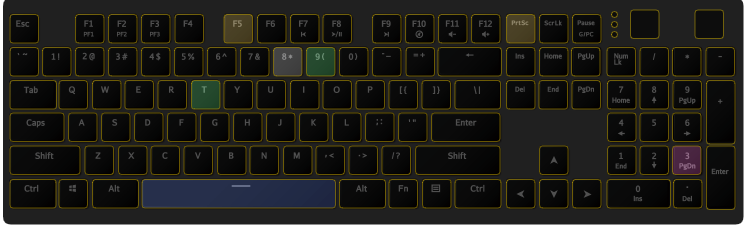 Esc F1 F2 F3 F4 F5 F6 F7 F8 F9 F10 F11 F12 PrtSc ScrLk Pause
PF1 PF2 PF3 G/PC
` ~ 1! 2@ 3# 4$ 5% 6^ 7& 8* 9( 0) -_ =+ Ins Home PgUp Num Lk / * -
Tab Q W E R T Y U I O P [{ ]} \| Del End PgDn 7 Home 8 9 PgUp +
Caps A S D F G H J K L ;: '" Enter 4 5 6
Shift Z X C V B N M ,< .> /? Shift 1 End 2 3 PgDn Enter
Ctrl Alt Alt Fn Ctrl 0 Ins . Del